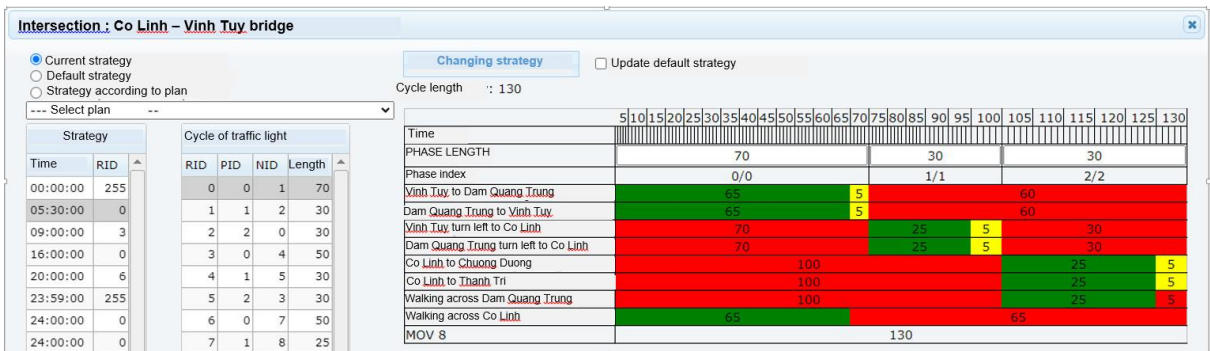 Intersection : Co Linh – Vinh Tuy bridge
Current strategy
Default strategy
Strategy according to plan
--- Select plan --
Changing strategy
Update default strategy
Cycle length : 130
Strategy
Time RID
00:00:00 255
05:30:00 0
09:00:00 3
16:00:00 0
20:00:00 6
23:59:00 255
24:00:00 0
24:00:00 0
Cycle of traffic light
RID PID NID Length
0 0 1 70
1 1 2 30
2 2 0 30
3 0 4 50
4 1 5 30
5 2 3 30
6 0 7 50
7 1 8 25
5 10 15 20 25 30 35 40 45 50 55 60 65 70 75 80 85 90 95 100 105 110 115 120 125 130
Time
PHASE LENGTH 70 30 30
Phase index 0/0 1/1 2/2
Vinh Tuy to Dam Quang Trung 65 5 60
Dam Quang Trung to Vinh Tuy 65 5 60
Vinh Tuy turn left to Co Linh 70 25 5 30
Dam Quang Trung turn left to Co Linh 70 25 5 30
Co Linh to Chuong Duong 100 25 5
Co Linh to Thanh Tri 100 25 5
Walking across Dam Quang Trung 100 25 5
Walking across Co Linh 65 65
MOV 8 130